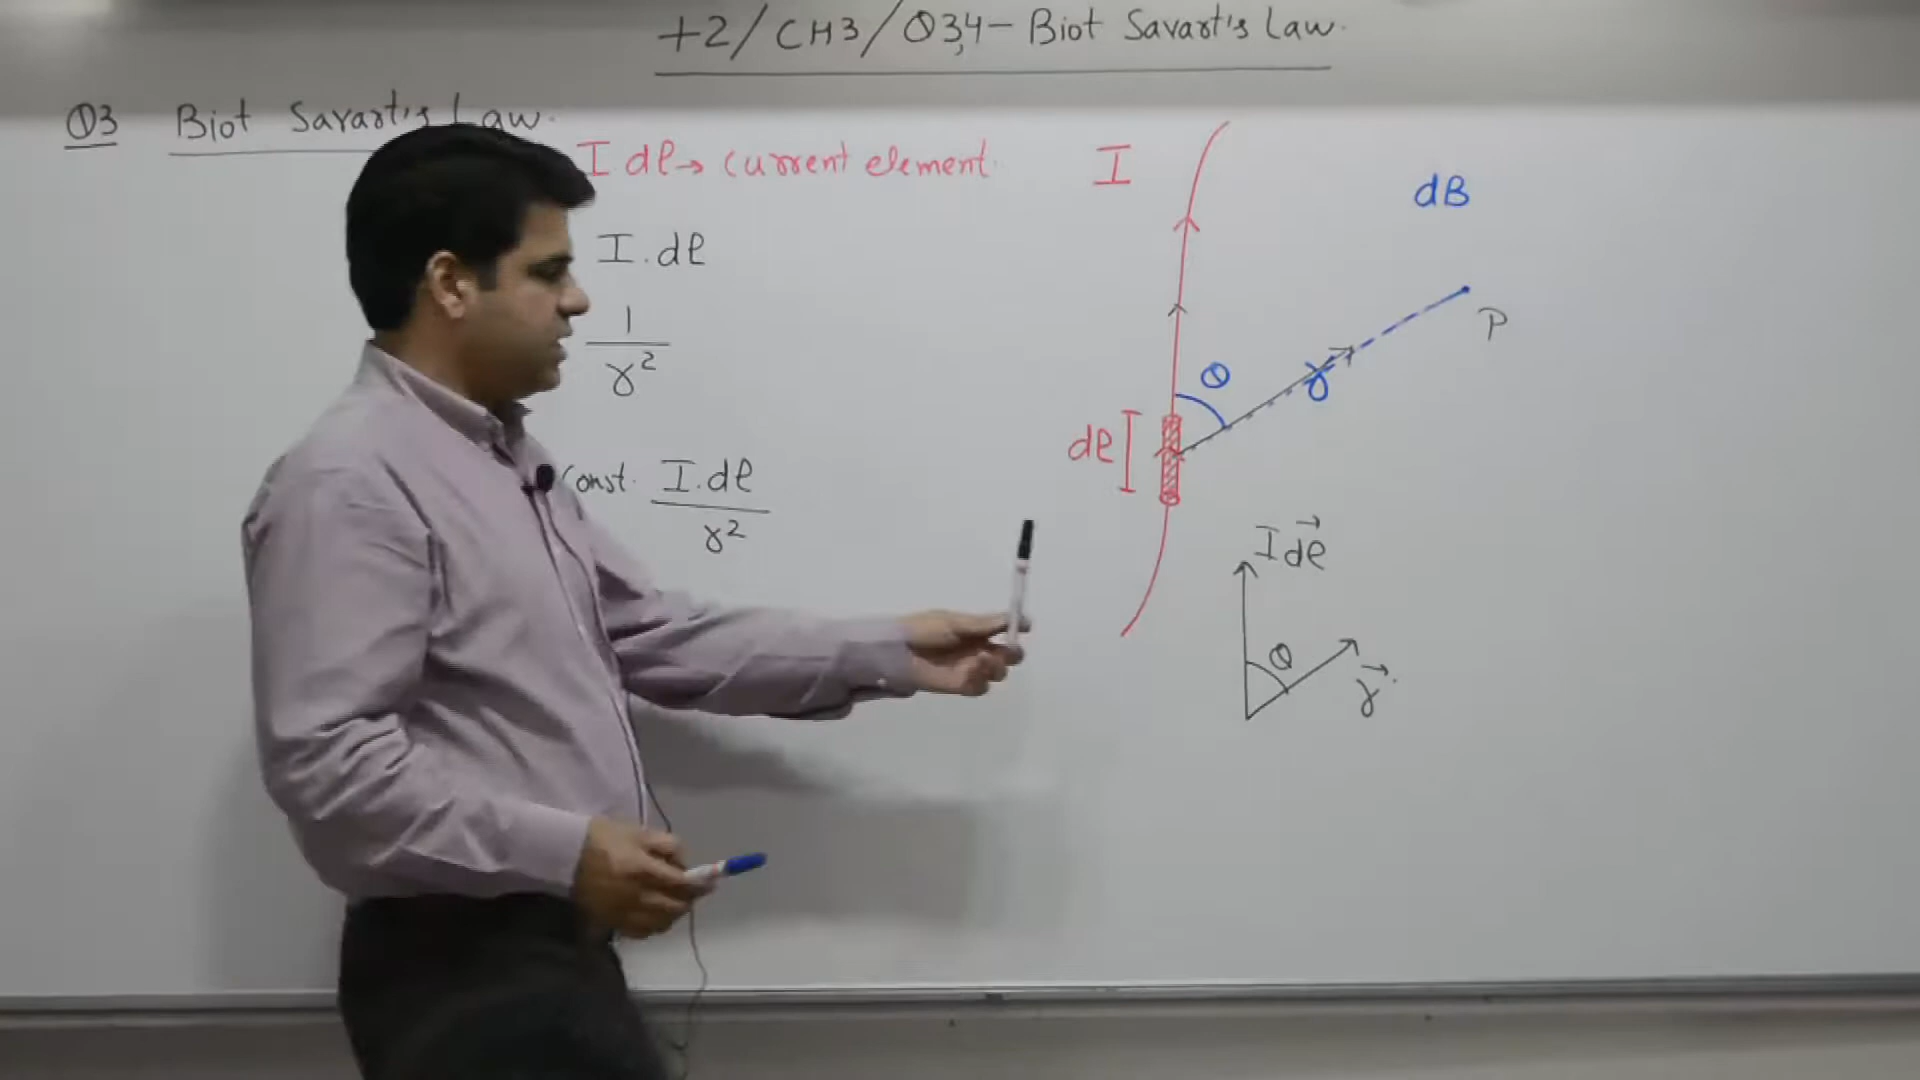 +2/CH3/Q3,4 - Biot Savart's Law.
Q3 Biot Savart's Law.
I dl → current element.
I.dl
1
r²
Const. I.dl
r²
I
dB
P
θ
r
dl
I dl⃗
θ
r⃗